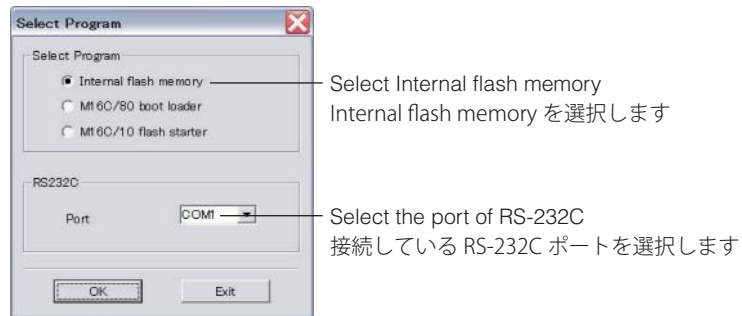 Select Program
Select Program
Internal flash memory
M16C/80 boot loader
M16C/10 flash starter
Select Internal flash memory
Internal flash memory を選択します
RS232C
Port
COM1
Select the port of RS-232C
接続している RS-232C ポートを選択します
OK
Exit